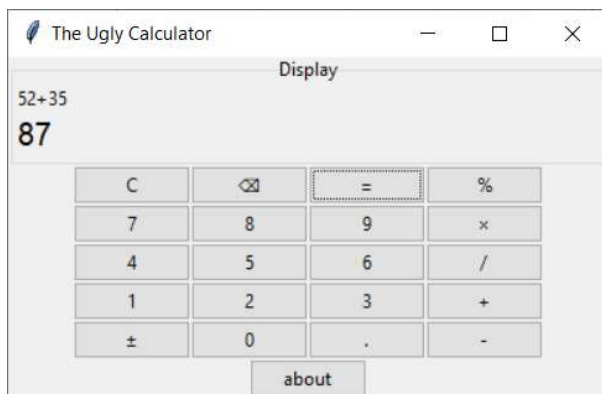 The Ugly Calculator
Display
52+35
87
C ⌫ = %
7 8 9 ×
4 5 6 /
1 2 3 +
± 0 . -
about